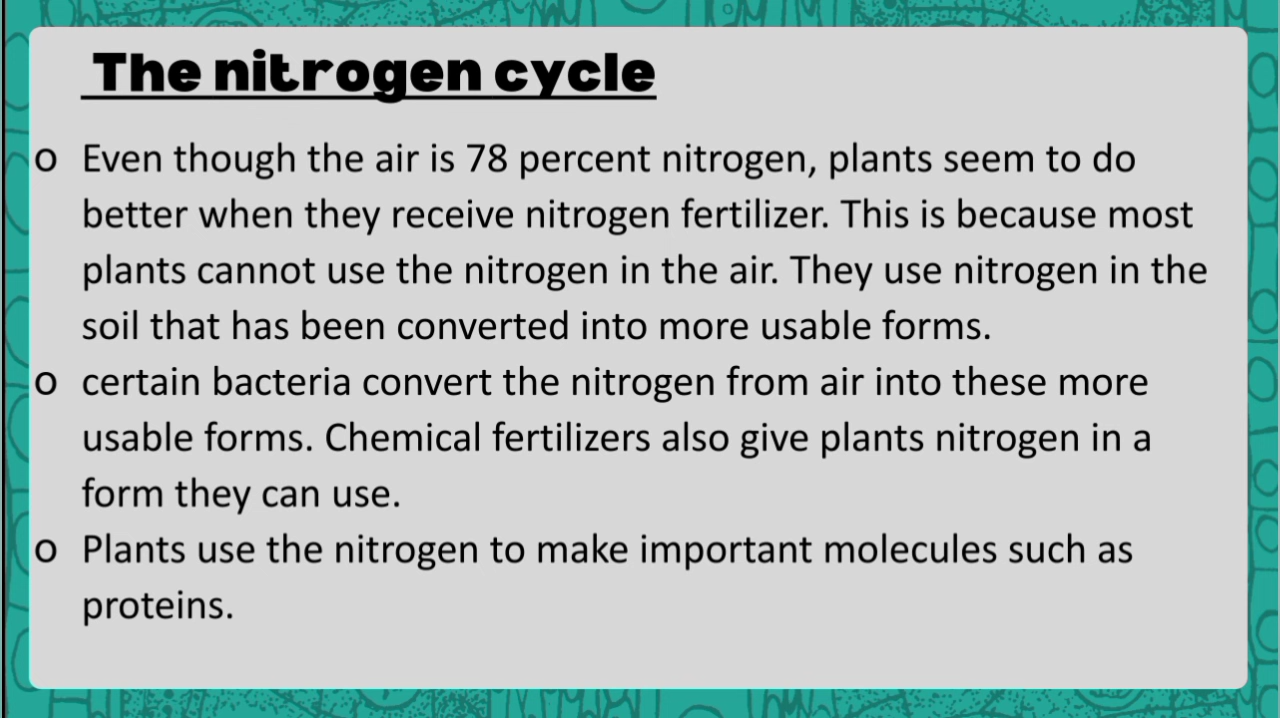 The nitrogen cycle
o Even though the air is 78 percent nitrogen, plants seem to do
better when they receive nitrogen fertilizer. This is because most
plants cannot use the nitrogen in the air. They use nitrogen in the
soil that has been converted into more usable forms.
o certain bacteria convert the nitrogen from air into these more
usable forms. Chemical fertilizers also give plants nitrogen in a
form they can use.
o Plants use the nitrogen to make important molecules such as
proteins.